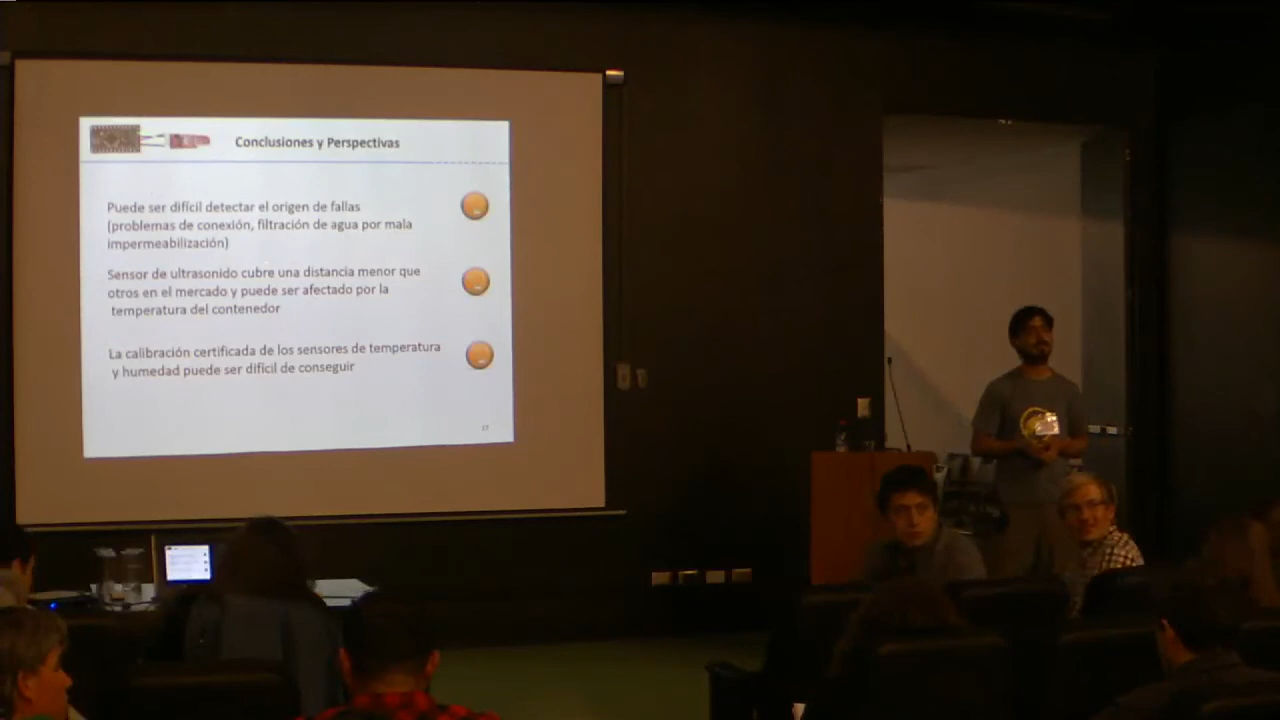 Conclusiones y Perspectivas
Puede ser difícil detectar el origen de fallas
(problemas de conexión, filtración de agua por mala
impermeabilización)
Sensor de ultrasonido cubre una distancia menor que
otros en el mercado y puede ser afectado por la
temperatura del contenedor
La calibración certificada de los sensores de temperatura
y humedad puede ser difícil de conseguir
17